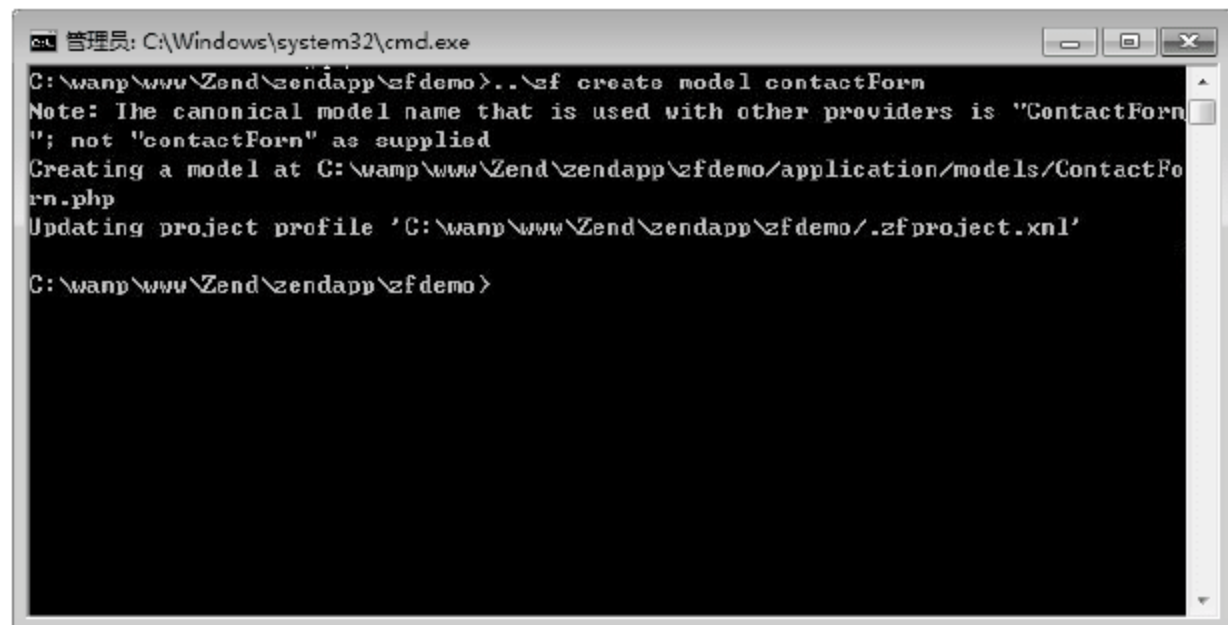 管理员: C:\Windows\system32\cmd.exe
C:\wamp\www\Zend\zendapp\zfdemo>..\zf create model contactForm
Note: The canonical model name that is used with other providers is "ContactForm
"; not "contactForm" as supplied
Creating a model at C:\wamp\www\Zend\zendapp\zfdemo/application/models/ContactFo
rm.php
Updating project profile 'C:\wamp\www\Zend\zendapp\zfdemo/.zfproject.xml'
C:\wamp\www\Zend\zendapp\zfdemo>